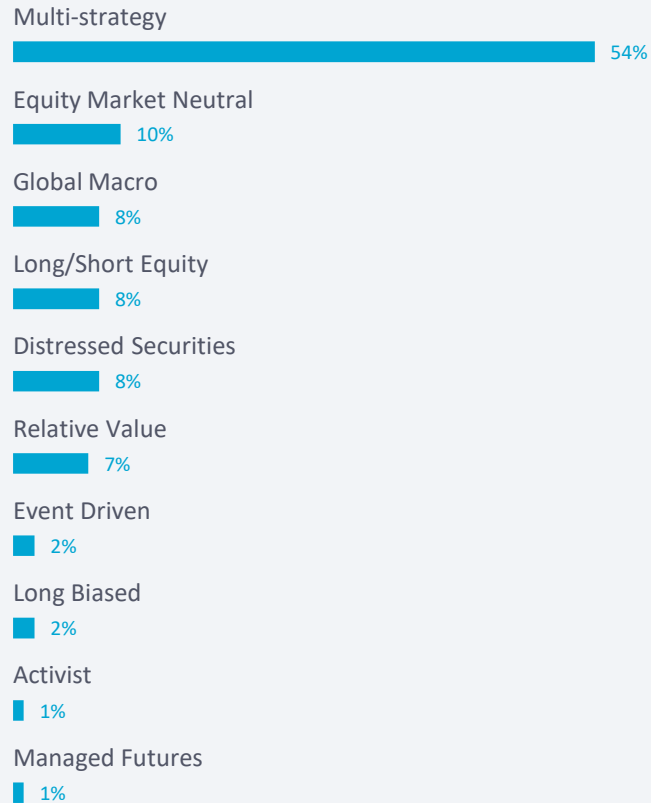 Multi-strategy
54%
Equity Market Neutral
10%
Global Macro
8%
Long/Short Equity
8%
Distressed Securities
8%
Relative Value
7%
Event Driven
2%
Long Biased
2%
Activist
1%
Managed Futures
1%